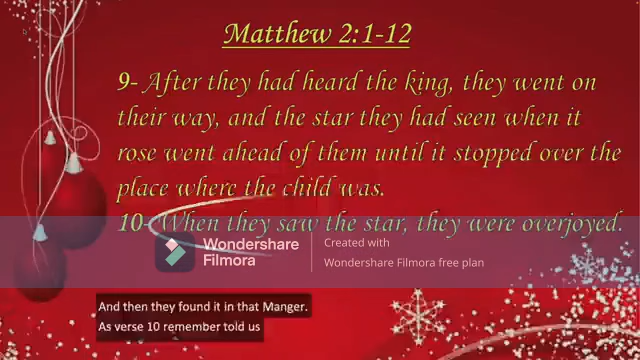 Matthew 2:1-12
9- After they had heard the king, they went on
their way, and the star they had seen when it
rose went ahead of them until it stopped over the
place where the child was.
10- When they saw the star, they were overjoyed.
Wondershare
Filmora
Created with
Wondershare Filmora free plan
And then they found it in that Manger.
As verse 10 remember told us